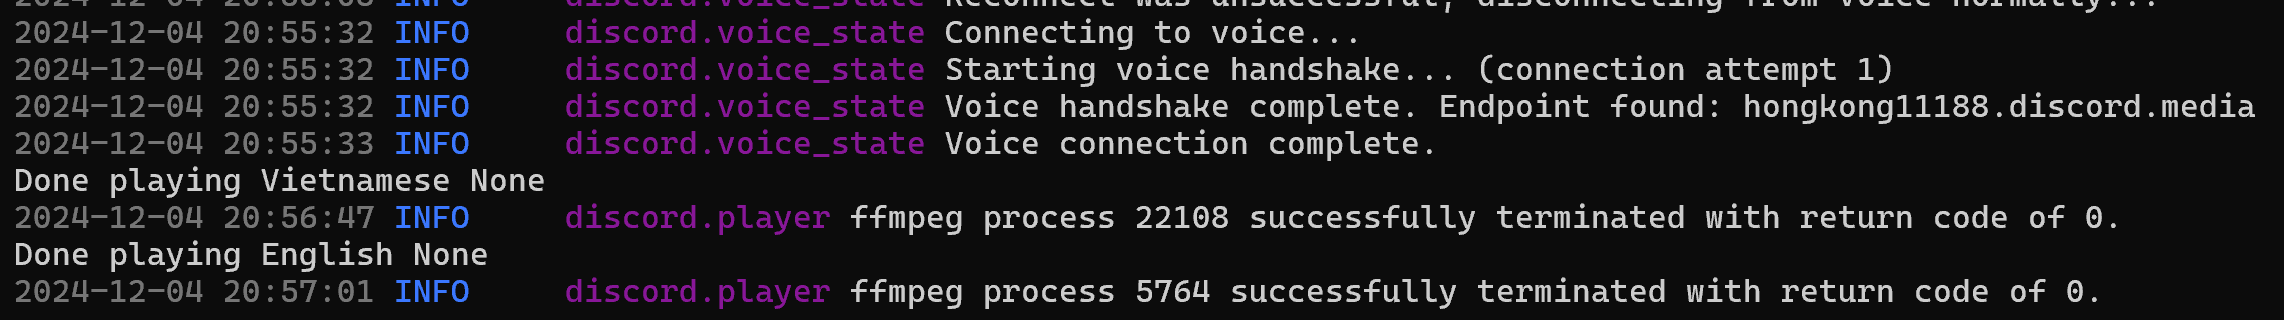 2024-12-04 20:55:32 INFO     discord.voice_state Connecting to voice...
2024-12-04 20:55:32 INFO     discord.voice_state Starting voice handshake... (connection attempt 1)
2024-12-04 20:55:32 INFO     discord.voice_state Voice handshake complete. Endpoint found: hongkong11188.discord.media
2024-12-04 20:55:33 INFO     discord.voice_state Voice connection complete.
Done playing Vietnamese None
2024-12-04 20:56:47 INFO     discord.player ffmpeg process 22108 successfully terminated with return code of 0.
Done playing English None
2024-12-04 20:57:01 INFO     discord.player ffmpeg process 5764 successfully terminated with return code of 0.